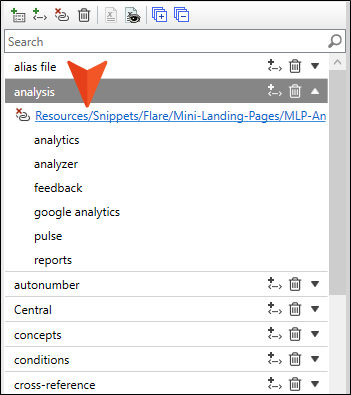 Search
alias file
analysis
Resources/Snippets/Flare/Mini-Landing-Pages/MLP-An
analytics
analyzer
feedback
google analytics
pulse
reports
autonumber
Central
concepts
conditions
cross-reference